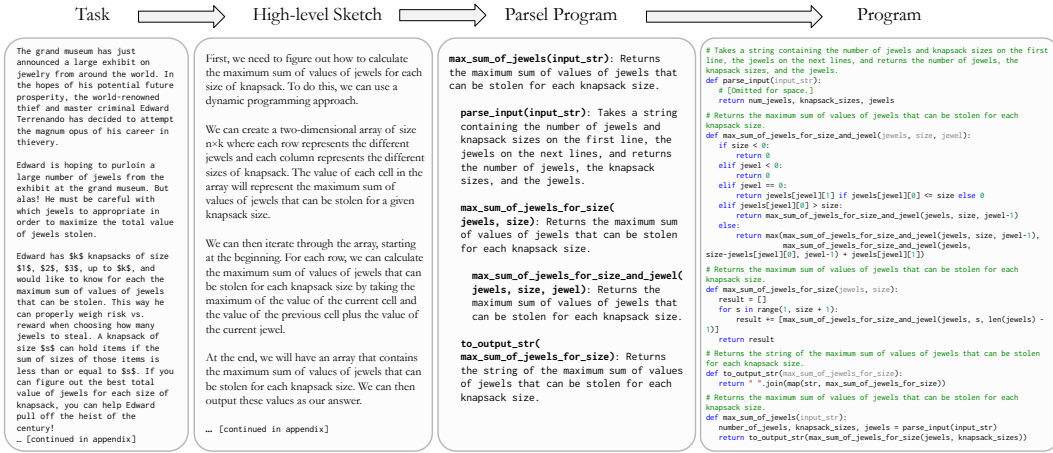 Task
High-level Sketch
Parsel Program
Program
The grand museum has just
announced a large exhibit on
jewelry from around the world. In
the hopes of his potential future
prosperity, the world-renowned
thief and master criminal Edward
Terrenando has decided to attempt
the magnum opus of his career in
thievery.
Edward is hoping to purloin a
large number of jewels from the
exhibit at the grand museum. But
alas! He must be careful with
which jewels to appropriate in
order to maximize the total value
of jewels stolen.
Edward has $k$ knapsacks of size
$1$, $2$, $3$, up to $k$, and
would like to know for each the
maximum sum of values of jewels
that can be stolen. This way he
can properly weigh risk vs.
reward when choosing how many
jewels to steal. A knapsack of
size $s$ can hold items if the
sum of sizes of those items is
less than or equal to $s$. If you
can figure out the best total
value of jewels for each size of
knapsack, you can help Edward
pull off the heist of the
century!
… [continued in appendix]
First, we need to figure out how to calculate
the maximum sum of values of jewels for each
size of knapsack. To do this, we can use a
dynamic programming approach.
We can create a two-dimensional array of size
n×k where each row represents the different
jewels and each column represents the different
sizes of knapsack. The value of each cell in the
array will represent the maximum sum of
values of jewels that can be stolen for a given
knapsack size.
We can then iterate through the array, starting
at the beginning. For each row, we can calculate
the maximum sum of values of jewels that can
be stolen for each knapsack size by taking the
maximum of the value of the current cell and
the value of the previous cell plus the value of
the current jewel.
At the end, we will have an array that contains
the maximum sum of values of jewels that can
be stolen for each knapsack size. We can then
output these values as our answer.
… [continued in appendix]
max_sum_of_jewels(input_str): Returns
the maximum sum of values of jewels that
can be stolen for each knapsack size.
parse_input(input_str): Takes a string
containing the number of jewels and
knapsack sizes on the first line, the
jewels on the next lines, and returns
the number of jewels, the knapsack
sizes, and the jewels.
max_sum_of_jewels_for_size(
jewels, size): Returns the maximum sum
of values of jewels that can be stolen
for each knapsack size.
max_sum_of_jewels_for_size_and_jewel(
jewels, size, jewel): Returns the
maximum sum of values of jewels that
can be stolen for each knapsack size.
to_output_str(
max_sum_of_jewels_for_size): Returns
the string of the maximum sum of values
of jewels that can be stolen for each
knapsack size.
# Takes a string containing the number of jewels and knapsack sizes on the first
line, the jewels on the next lines, and returns the number of jewels, the
knapsack sizes, and the jewels.
def parse_input(input_str):
# [Omitted for space.]
return num_jewels, knapsack_sizes, jewels
# Returns the maximum sum of values of jewels that can be stolen for each
knapsack size.
def max_sum_of_jewels_for_size_and_jewel(jewels, size, jewel):
if size < 0:
return 0
elif jewel < 0:
return 0
elif jewel == 0:
return jewels[jewel][1] if jewels[jewel][0] <= size else 0
elif jewels[jewel][0] > size:
return max_sum_of_jewels_for_size_and_jewel(jewels, size, jewel-1)
else:
return max(max_sum_of_jewels_for_size_and_jewel(jewels, size, jewel-1),
max_sum_of_jewels_for_size_and_jewel(jewels,
size-jewels[jewel][0], jewel-1) + jewels[jewel][1])
# Returns the maximum sum of values of jewels that can be stolen for each
knapsack size.
def max_sum_of_jewels_for_size(jewels, size):
result = []
for s in range(1, size + 1):
result += [max_sum_of_jewels_for_size_and_jewel(jewels, s, len(jewels) -
1)]
return result
# Returns the string of the maximum sum of values of jewels that can be stolen
for each knapsack size.
def to_output_str(max_sum_of_jewels_for_size):
return " ".join(map(str, max_sum_of_jewels_for_size))
# Returns the maximum sum of values of jewels that can be stolen for each
knapsack size.
def max_sum_of_jewels(input_str):
number_of_jewels, knapsack_sizes, jewels = parse_input(input_str)
return to_output_str(max_sum_of_jewels_for_size(jewels, knapsack_sizes))